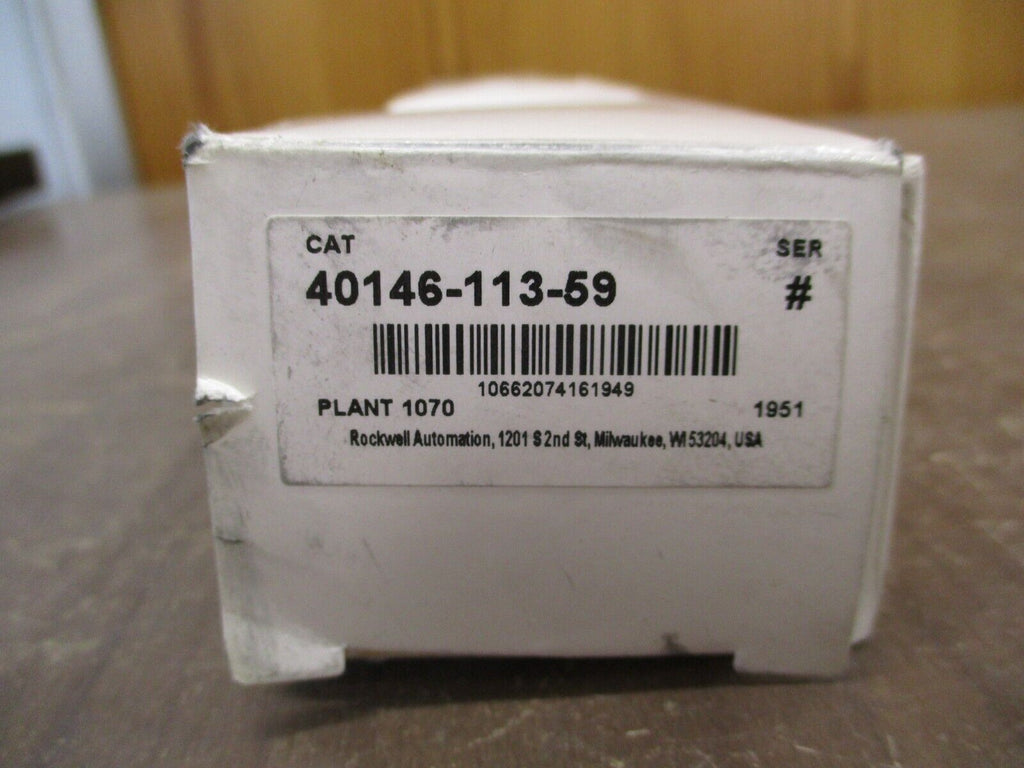 CAT SER
40146-113-59 #
10662074161949
PLANT 1070 1951
Rockwell Automation, 1201 S 2nd St, Milwaukee, WI 53204, USA